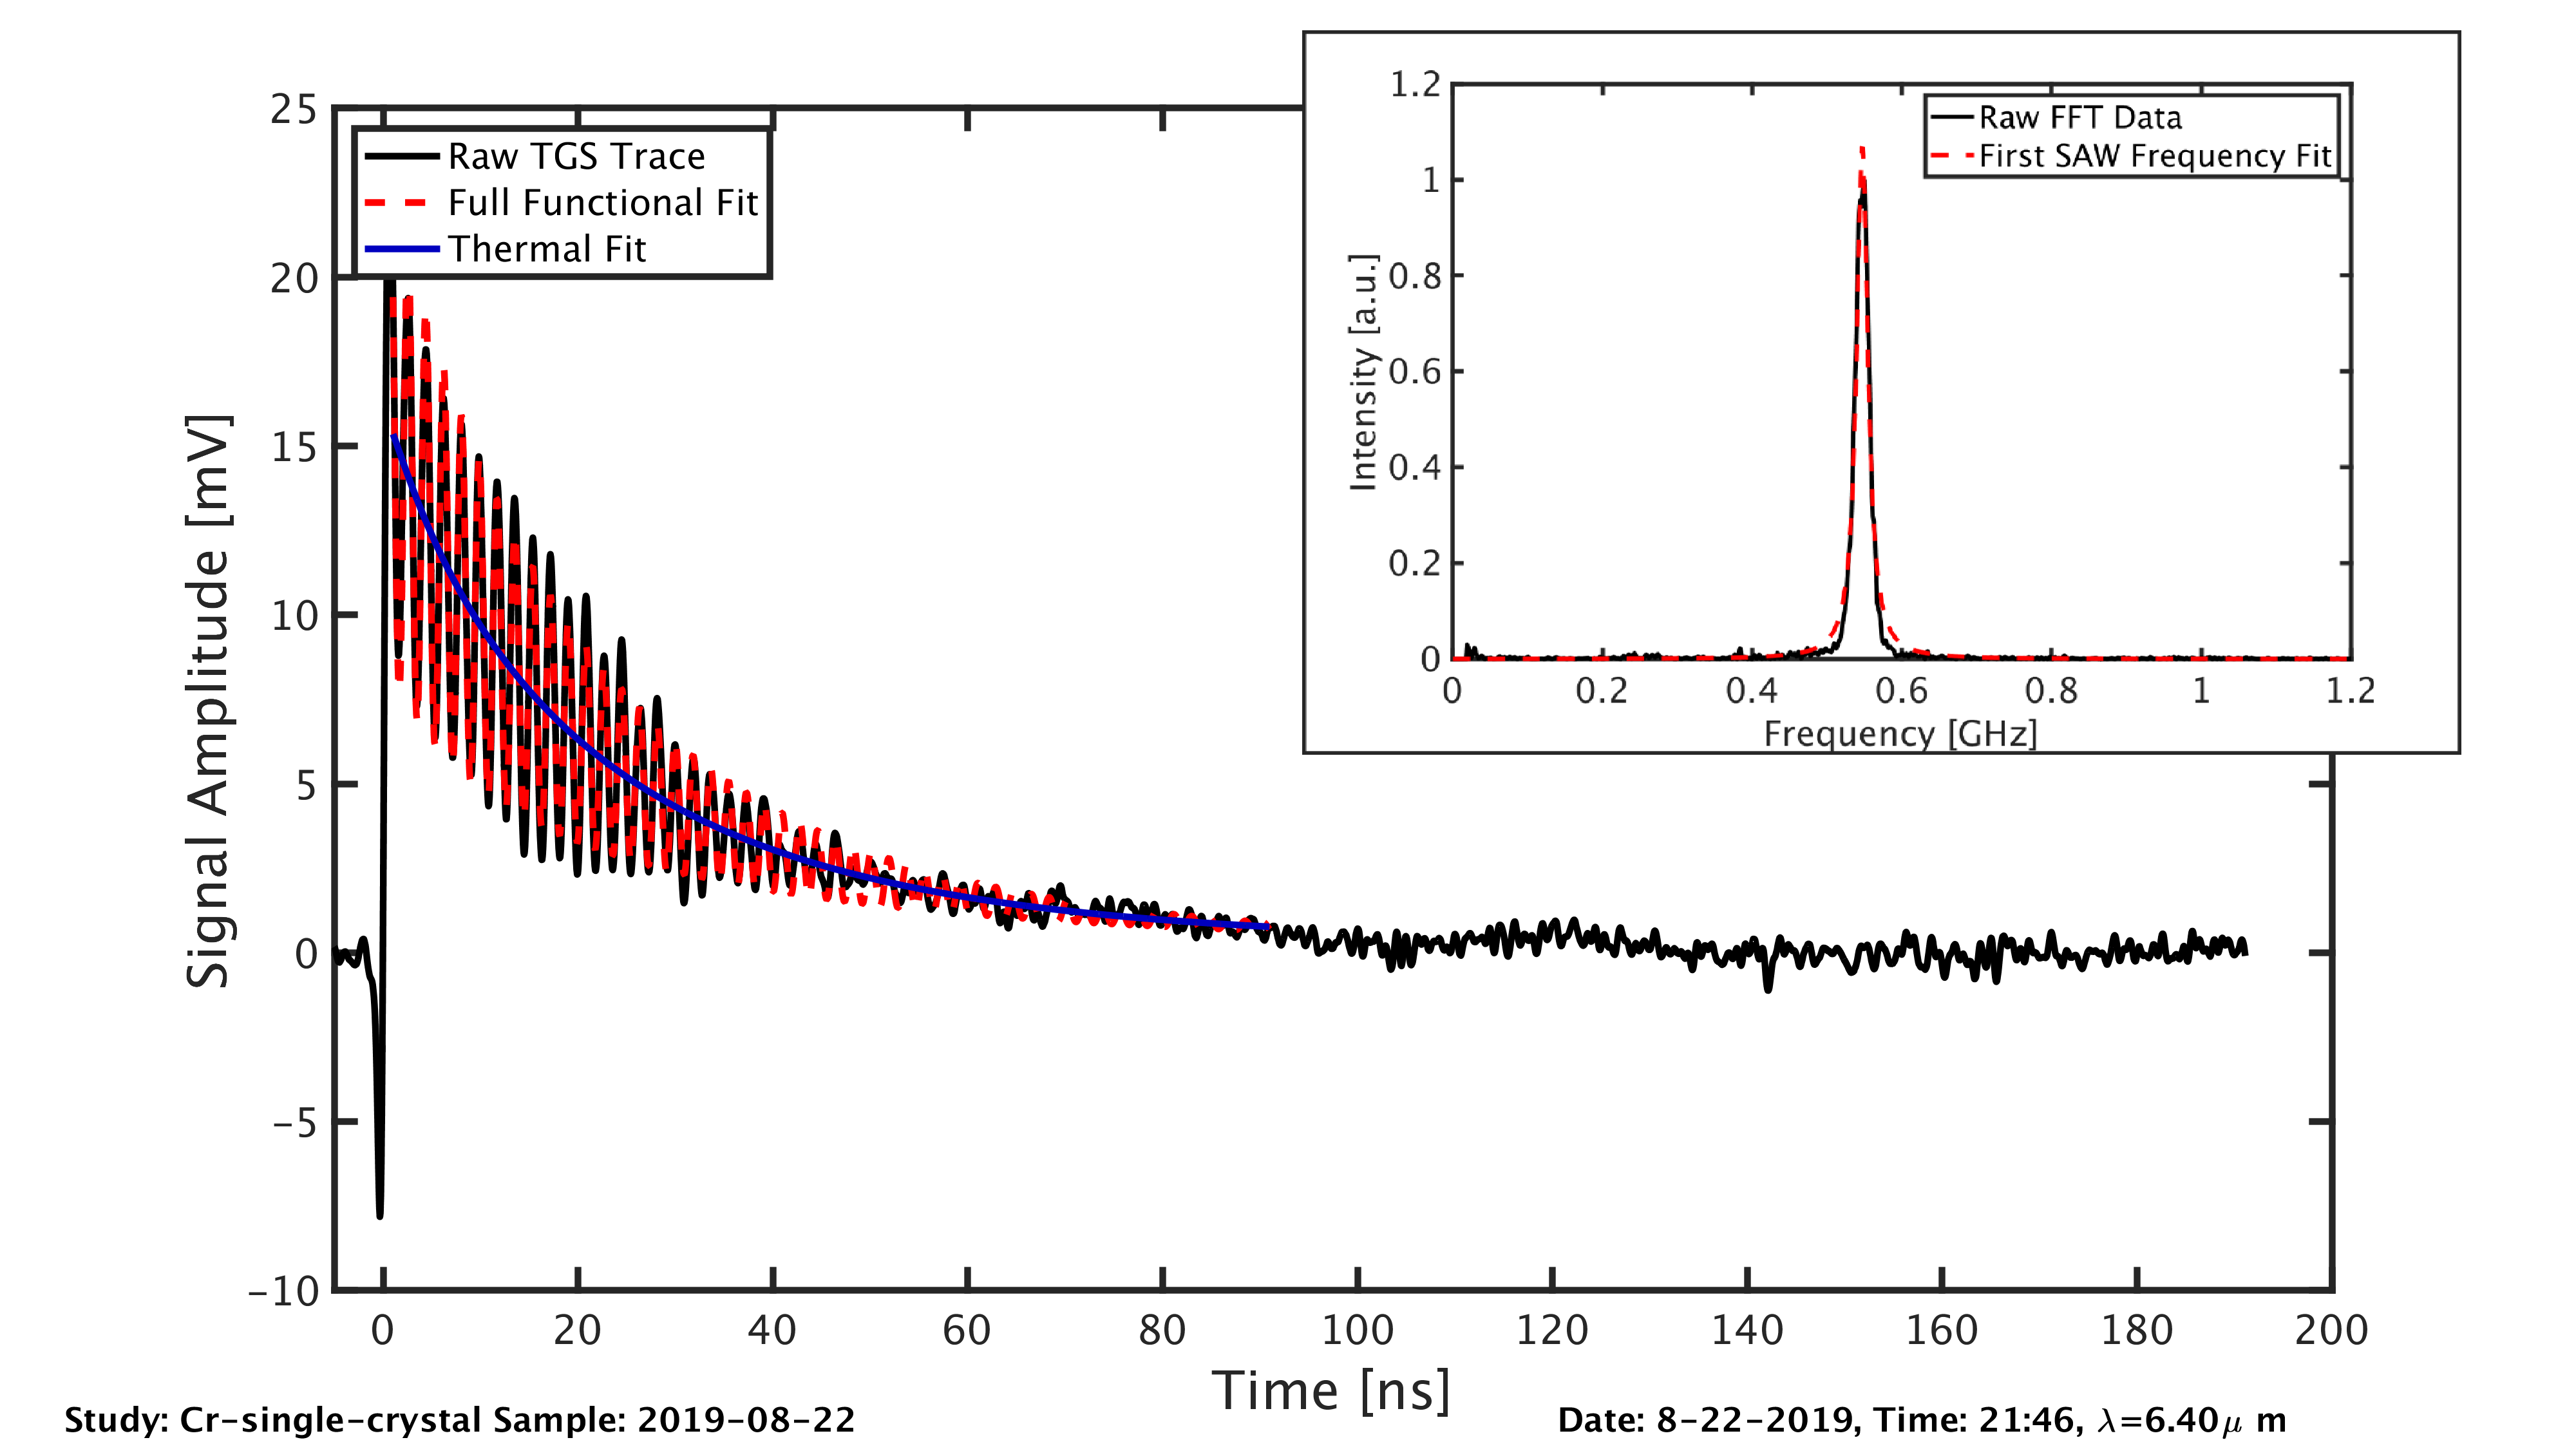 25
20
15
10
5
0
-5
-10
Signal Amplitude [mV]
Raw TGS Trace
Full Functional Fit
Thermal Fit
0 20 40 60 80 100 120 140 160 180 200
Time [ns]
1.2
1
0.8
0.6
0.4
0.2
0
Intensity [a.u.]
Raw FFT Data
First SAW Frequency Fit
0 0.2 0.4 0.6 0.8 1 1.2
Frequency [GHz]
Study: Cr-single-crystal Sample: 2019-08-22
Date: 8-22-2019, Time: 21:46, λ=6.40μ m